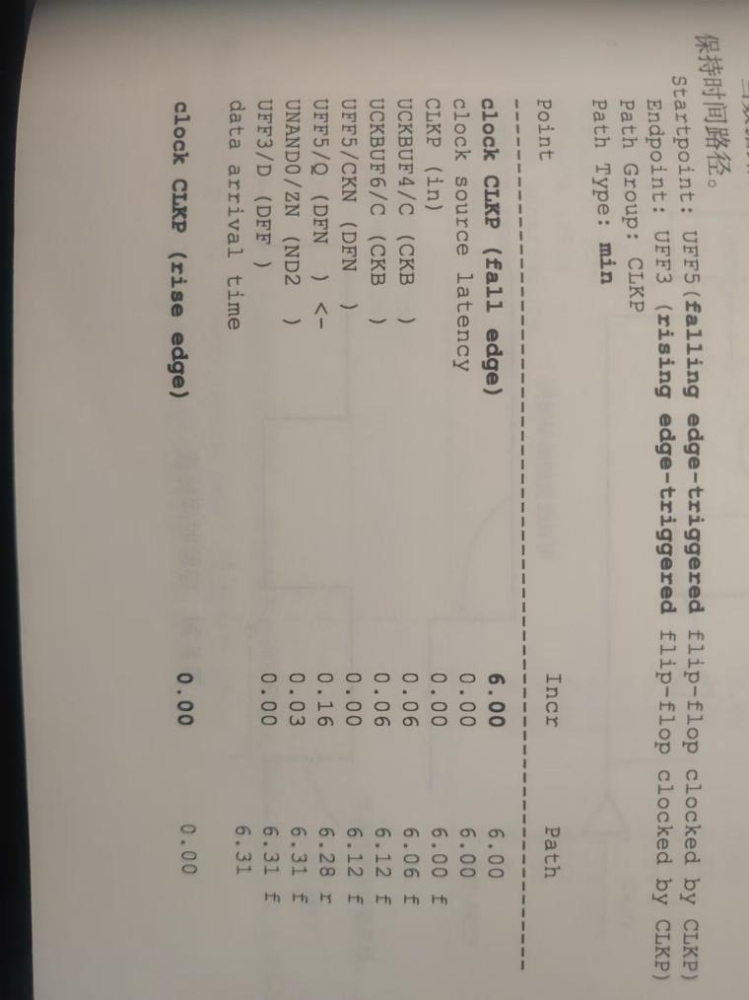 保持时间路径。
Startpoint: UFF5(falling edge-triggered flip-flop clocked by CLKP)
Endpoint: UFF3 (rising edge-triggered flip-flop clocked by CLKP)
Path Group: CLKP
Path Type: min
Point Incr Path
--------------------------------------------------------------
clock CLKP (fall edge) 6.00 6.00
clock source latency 0.00 6.00
CLKP (in) 0.00 6.00 f
UCKBUF4/C (CKB ) 0.06 6.06 f
UCKBUF6/C (CKB ) 0.06 6.12 f
UFF5/CKN (DFN ) 0.00 6.12 f
UFF5/Q (DFN ) <- 0.16 6.28 r
UNAND0/ZN (ND2 ) 0.03 6.31 f
UFF3/D (DFF ) 0.00 6.31 f
data arrival time 6.31
clock CLKP (rise edge) 0.00 0.00